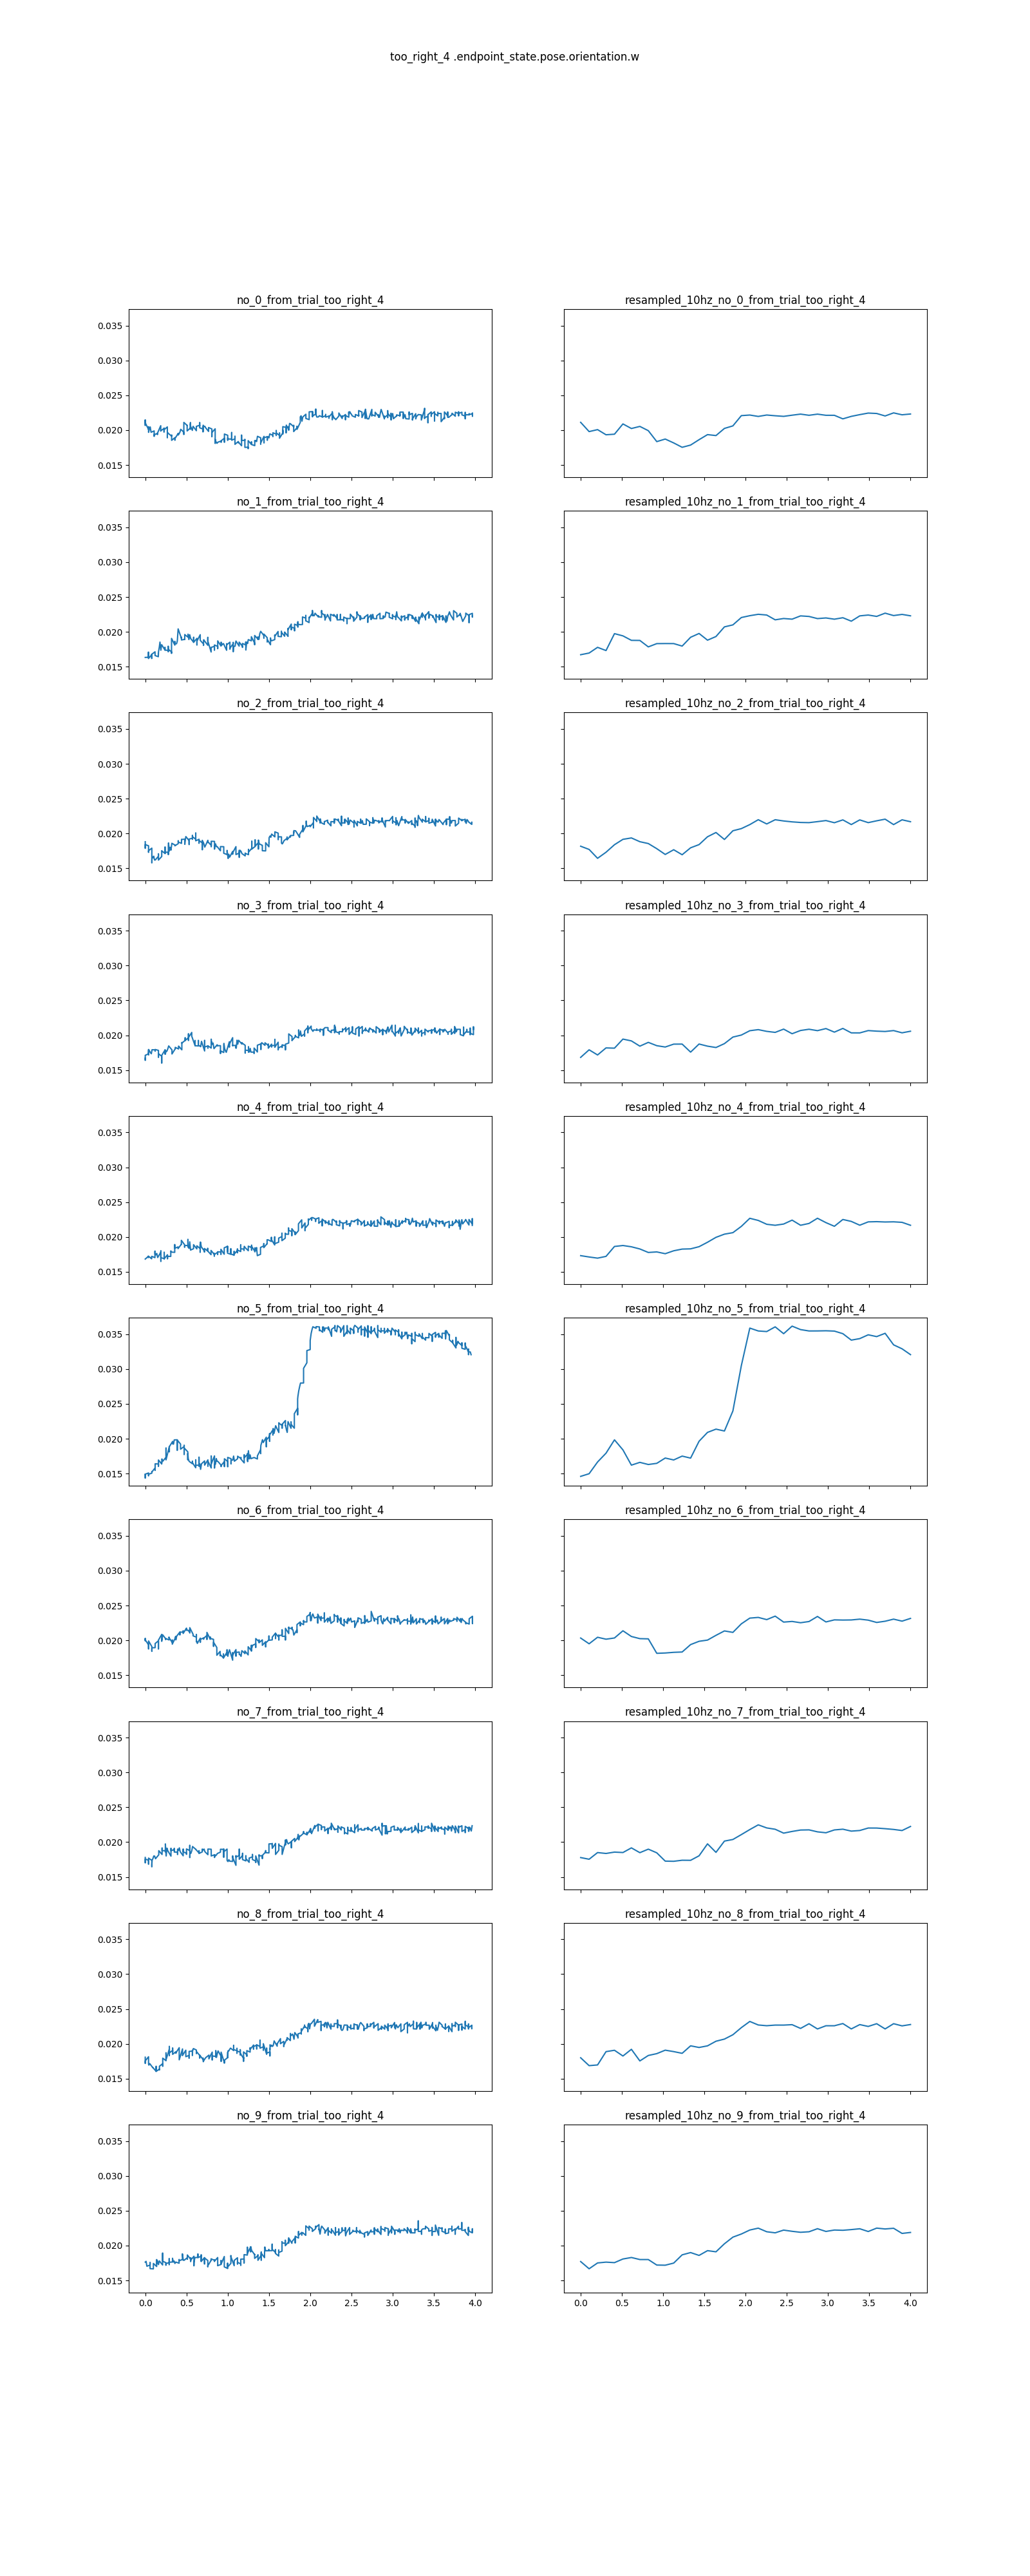 too_right_4 .endpoint_state.pose.orientation.w
no_0_from_trial_too_right_4
resampled_10hz_no_0_from_trial_too_right_4
0.035
0.030
0.025
0.020
0.015
no_1_from_trial_too_right_4
resampled_10hz_no_1_from_trial_too_right_4
0.035
0.030
0.025
0.020
0.015
no_2_from_trial_too_right_4
resampled_10hz_no_2_from_trial_too_right_4
0.035
0.030
0.025
0.020
0.015
no_3_from_trial_too_right_4
resampled_10hz_no_3_from_trial_too_right_4
0.035
0.030
0.025
0.020
0.015
no_4_from_trial_too_right_4
resampled_10hz_no_4_from_trial_too_right_4
0.035
0.030
0.025
0.020
0.015
no_5_from_trial_too_right_4
resampled_10hz_no_5_from_trial_too_right_4
0.035
0.030
0.025
0.020
0.015
no_6_from_trial_too_right_4
resampled_10hz_no_6_from_trial_too_right_4
0.035
0.030
0.025
0.020
0.015
no_7_from_trial_too_right_4
resampled_10hz_no_7_from_trial_too_right_4
0.035
0.030
0.025
0.020
0.015
no_8_from_trial_too_right_4
resampled_10hz_no_8_from_trial_too_right_4
0.035
0.030
0.025
0.020
0.015
no_9_from_trial_too_right_4
resampled_10hz_no_9_from_trial_too_right_4
0.035
0.030
0.025
0.020
0.015
0.0 0.5 1.0 1.5 2.0 2.5 3.0 3.5 4.0
0.0 0.5 1.0 1.5 2.0 2.5 3.0 3.5 4.0